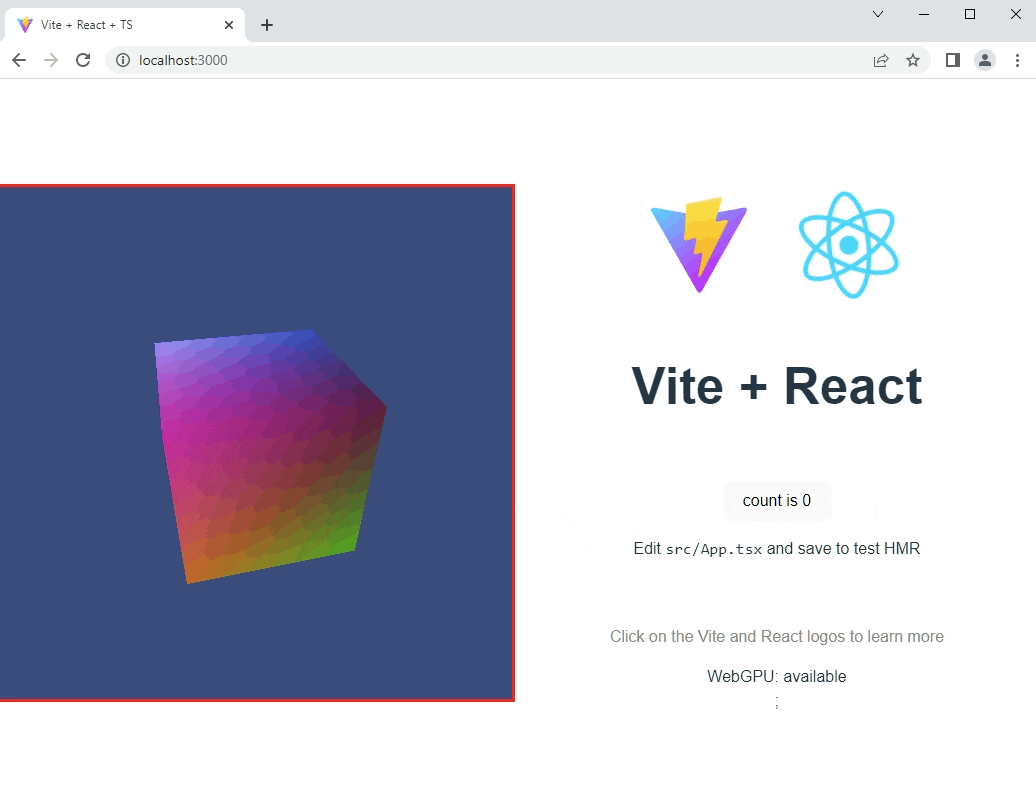 Vite + React + TS
localhost:3000
Vite + React
count is 0
Edit src/App.tsx and save to test HMR
Click on the Vite and React logos to learn more
WebGPU: available
;